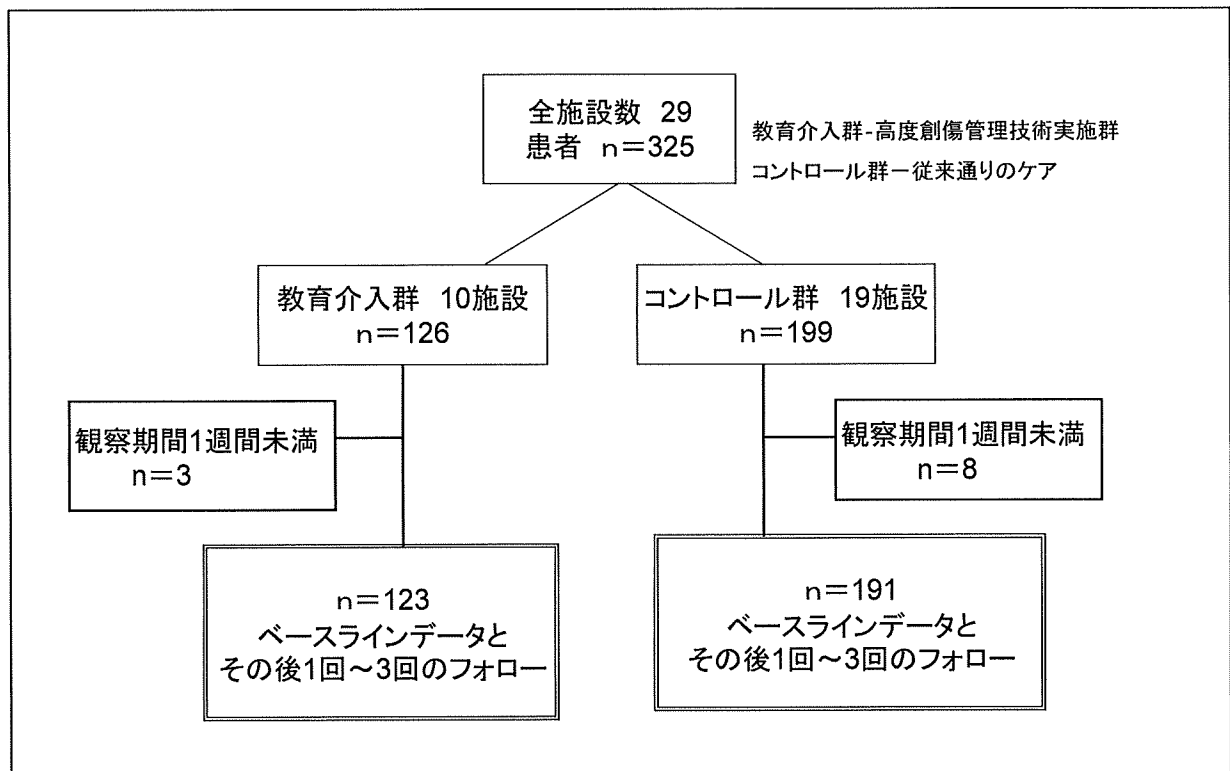 全施設数 29
患者 n=325
教育介入群-高度創傷管理技術実施群
コントロール群－従来通りのケア
教育介入群 10施設
n=126
コントロール群 19施設
n=199
観察期間1週間未満
n=3
観察期間1週間未満
n=8
n=123
ベースラインデータと
その後1回～3回のフォロー
n=191
ベースラインデータと
その後1回～3回のフォロー